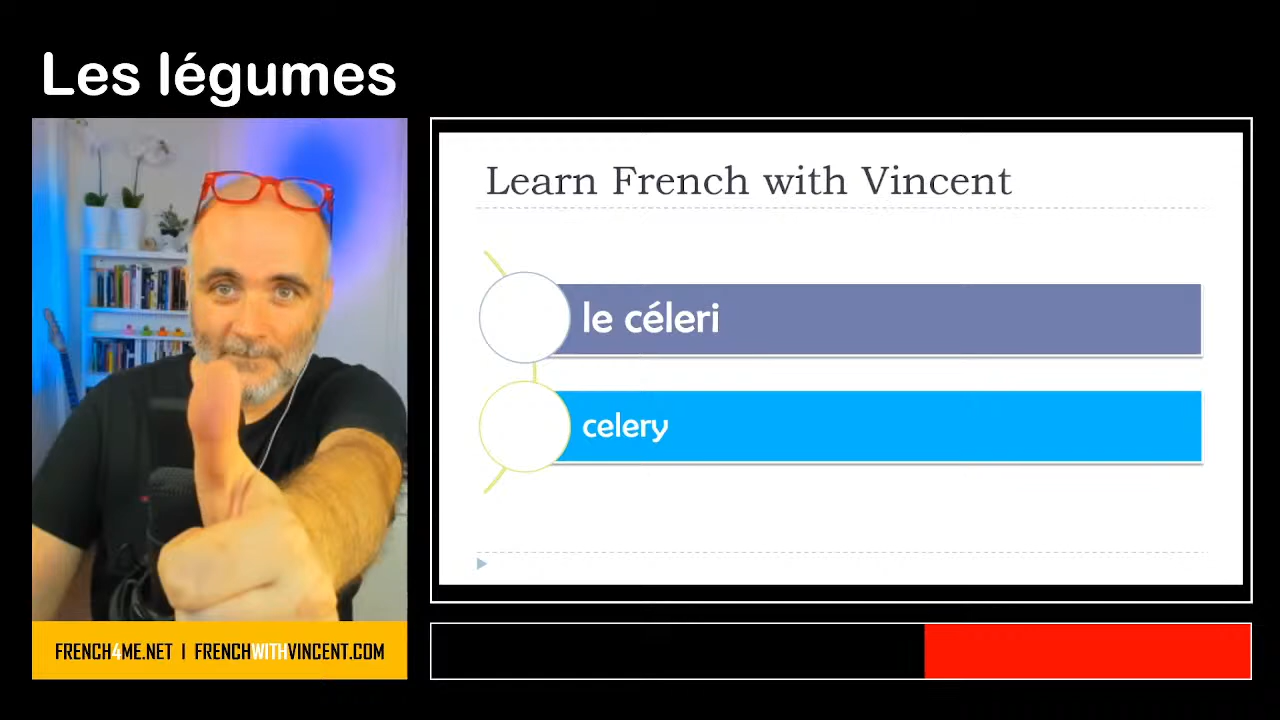 Les légumes
Learn French with Vincent
le céleri
celery
FRENCH4ME.NET | FRENCHWITHVINCENT.COM